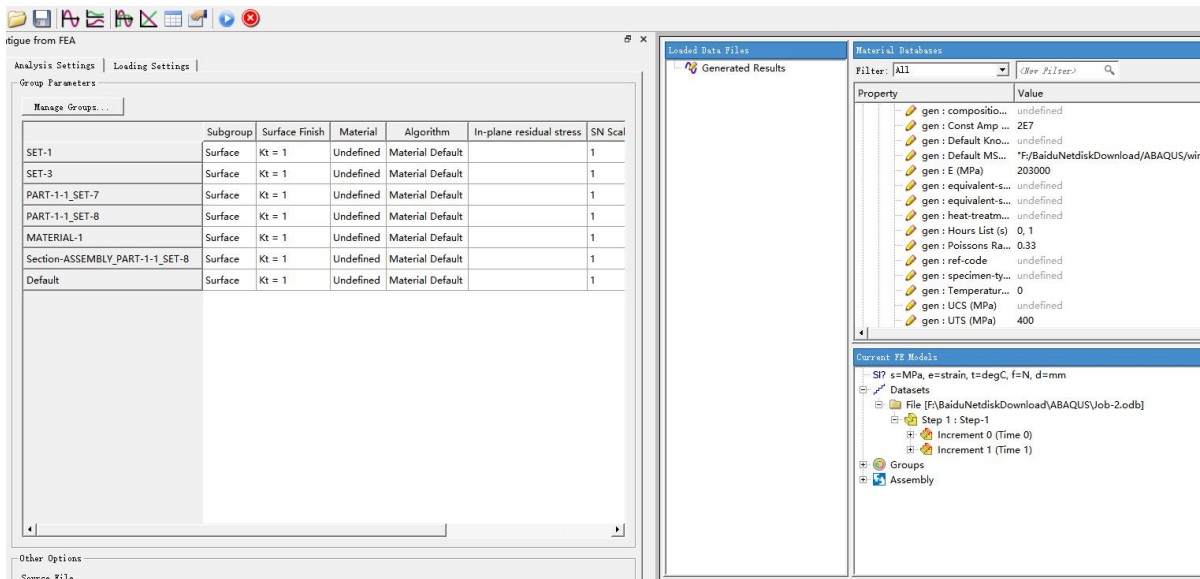 tigue from FEA
Analysis Settings
Loading Settings
Group Parameters
Manage Groups...
Subgroup Surface Finish Material Algorithm In-plane residual stress SN Scal
SET-1 Surface Kt = 1 Undefined Material Default 1
SET-3 Surface Kt = 1 Undefined Material Default 1
PART-1-1_SET-7 Surface Kt = 1 Undefined Material Default 1
PART-1-1_SET-8 Surface Kt = 1 Undefined Material Default 1
MATERIAL-1 Surface Kt = 1 Undefined Material Default 1
Section-ASSEMBLY_PART-1-1_SET-8 Surface Kt = 1 Undefined Material Default 1
Default Surface Kt = 1 Undefined Material Default 1
Other Options
Source File
Loaded Data Files
Generated Results
Material Databases
Filter: All <New Filter>
Property Value
gen : compositio... undefined
gen : Const Amp ... 2E7
gen : Default Kno... undefined
gen : Default MS... "F:/BaiduNetdiskDownload/ABAQUS/wir
gen : E (MPa) 203000
gen : equivalent-s... undefined
gen : equivalent-s... undefined
gen : heat-treatm... undefined
gen : Hours List (s) 0, 1
gen : Poissons Ra... 0.33
gen : ref-code undefined
gen : specimen-ty... undefined
gen : Temperatur... 0
gen : UCS (MPa) undefined
gen : UTS (MPa) 400
Current FE Models
SI? s=MPa, e=strain, t=degC, f=N, d=mm
Datasets
File [F:\BaiduNetdiskDownload\ABAQUS\Job-2.odb]
Step 1 : Step-1
Increment 0 (Time 0)
Increment 1 (Time 1)
Groups
Assembly